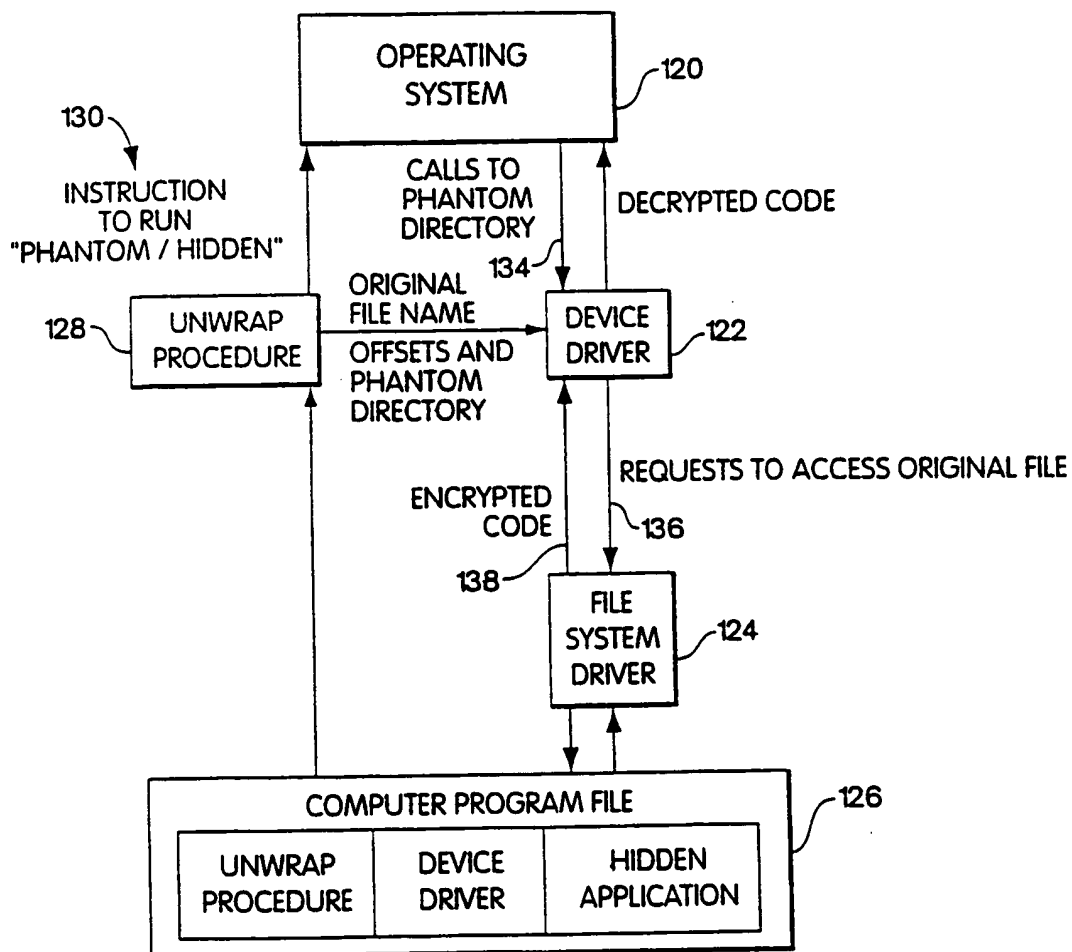 OPERATING
SYSTEM
120
130
INSTRUCTION
TO RUN
"PHANTOM / HIDDEN"
CALLS TO
PHANTOM
DIRECTORY
134
DECRYPTED CODE
128
UNWRAP
PROCEDURE
ORIGINAL
FILE NAME
OFFSETS AND
PHANTOM
DIRECTORY
DEVICE
DRIVER
122
REQUESTS TO ACCESS ORIGINAL FILE
136
ENCRYPTED
CODE
138
FILE
SYSTEM
DRIVER
124
COMPUTER PROGRAM FILE
126
UNWRAP
PROCEDURE
DEVICE
DRIVER
HIDDEN
APPLICATION